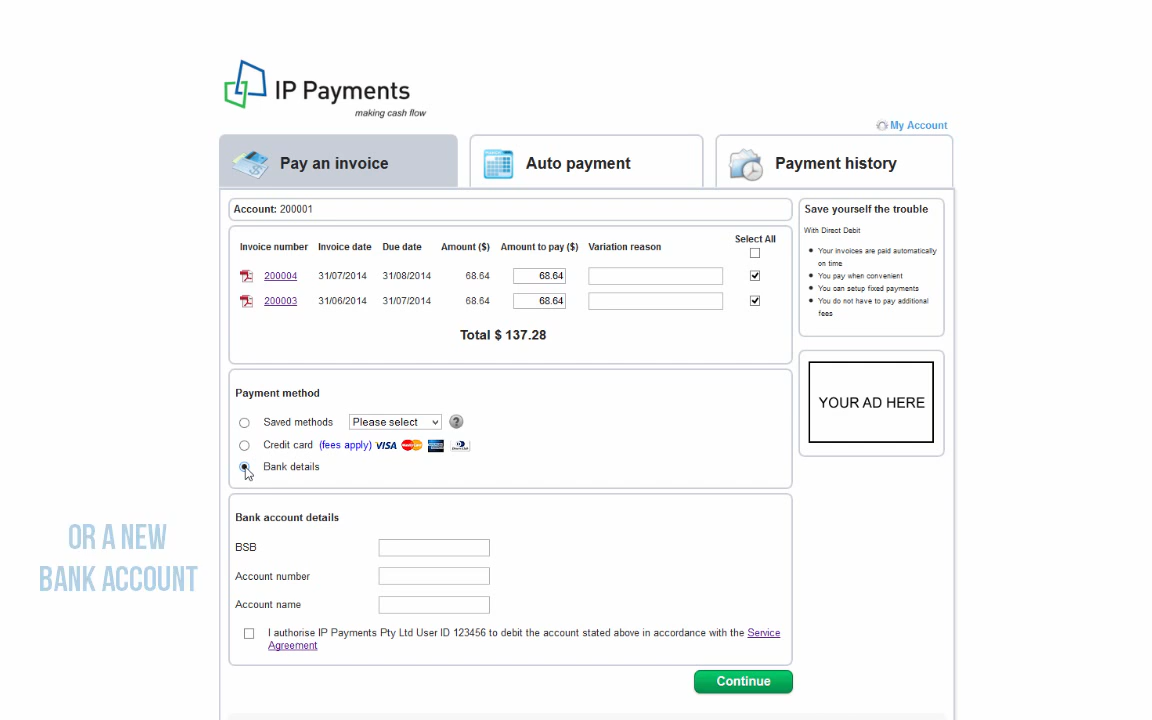 IP Payments
making cash flow
My Account
Pay an invoice
Auto payment
Payment history
Account: 200001
Invoice number Invoice date Due date Amount ($) Amount to pay ($) Variation reason Select All
200004 31/07/2014 31/08/2014 68.64 68.64
200003 31/06/2014 31/07/2014 68.64 68.64
Total $ 137.28
Save yourself the trouble
With Direct Debit
Your invoices are paid automatically
on time
You pay when convenient
You can setup fixed payments
You do not have to pay additional
fees
YOUR AD HERE
Payment method
Saved methods Please select ?
Credit card (fees apply) VISA
Bank details
OR A NEW
BANK ACCOUNT
Bank account details
BSB
Account number
Account name
I authorise IP Payments Pty Ltd User ID 123456 to debit the account stated above in accordance with the Service
Agreement
Continue